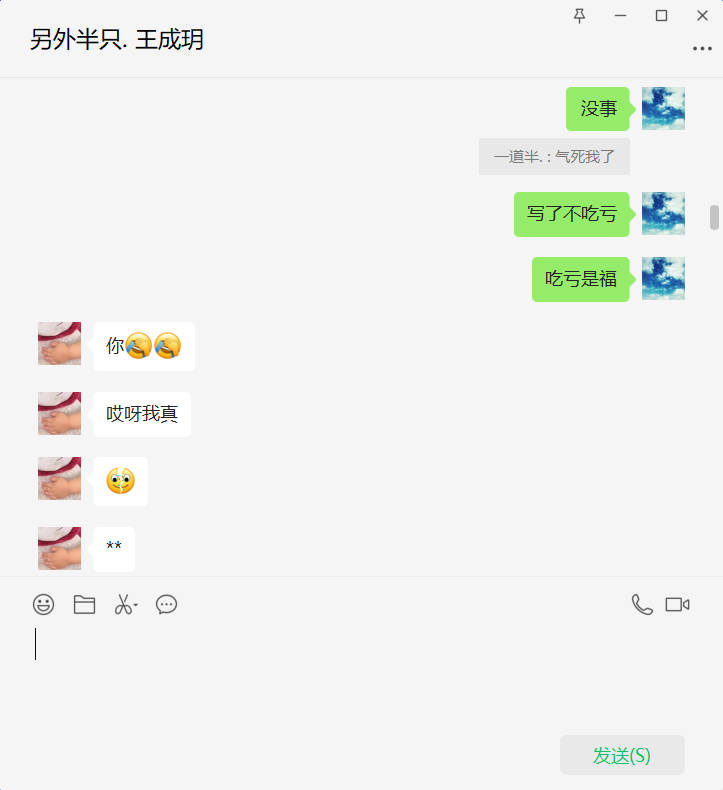 另外半只. 王成玥
没事
一道半. : 气死我了
写了不吃亏
吃亏是福
你
哎呀我真
**
发送(S)